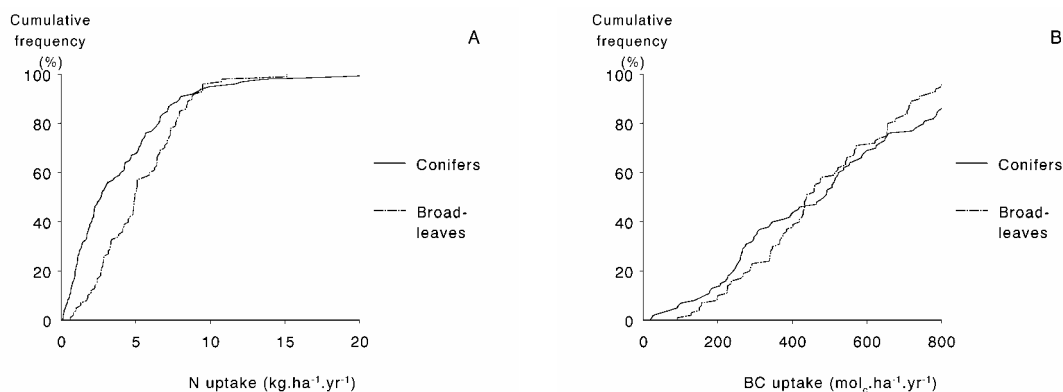 Cumulative
frequency
(%)
A
100
80
60
40
20
0
0 5 10 15 20
N uptake (kg.ha⁻¹.yr⁻¹)
Conifers
Broad-
leaves
Cumulative
frequency
(%)
B
100
80
60
40
20
0
0 200 400 600 800
BC uptake (mol_c.ha⁻¹.yr⁻¹)
Conifers
Broad-
leaves